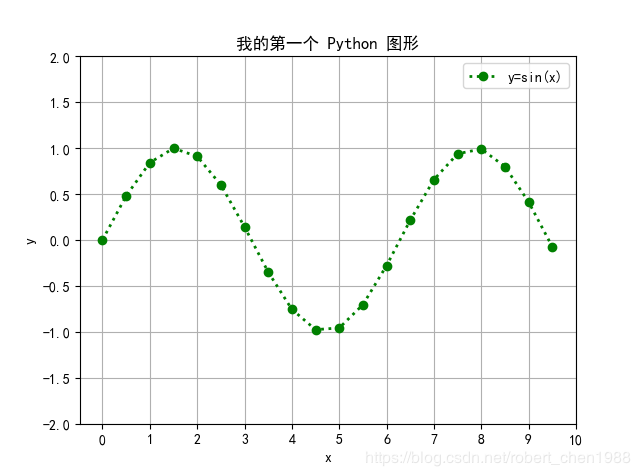 我的第一个 Python 图形
y=sin(x)
2.0
1.5
1.0
0.5
0.0
−0.5
−1.0
−1.5
−2.0
y
0 1 2 3 4 5 6 7 8 9 10
x
https://blog.csdn.net/robert_chen1988